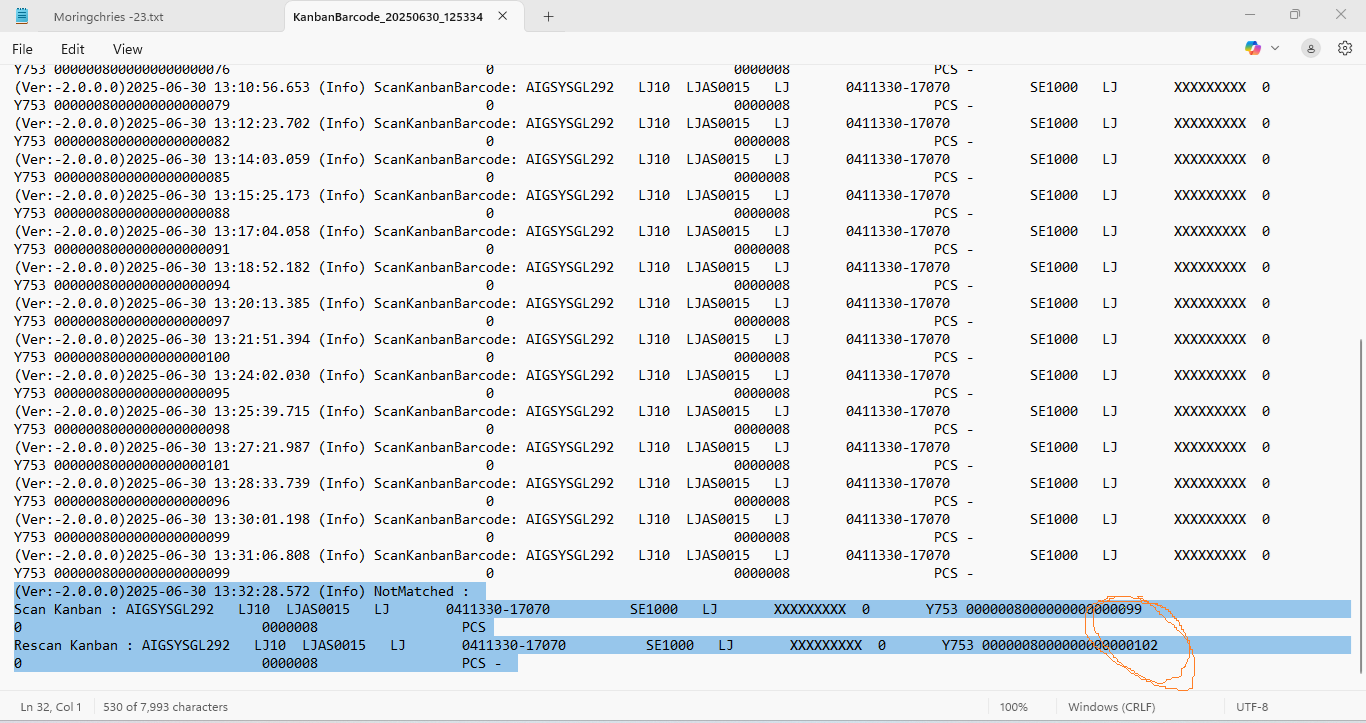 Moringchries -23.txt
KanbanBarcode_20250630_125334
File Edit View
Y753 0000008000000000000076 0 0000008 PCS -
(Ver:-2.0.0.0)2025-06-30 13:10:56.653 (Info) ScanKanbanBarcode: AIGSYSGL292 LJ10 LJAS0015 LJ 0411330-17070 SE1000 LJ XXXXXXXXX 0
Y753 0000008000000000000079 0 0000008 PCS -
(Ver:-2.0.0.0)2025-06-30 13:12:23.702 (Info) ScanKanbanBarcode: AIGSYSGL292 LJ10 LJAS0015 LJ 0411330-17070 SE1000 LJ XXXXXXXXX 0
Y753 0000008000000000000082 0 0000008 PCS -
(Ver:-2.0.0.0)2025-06-30 13:14:03.059 (Info) ScanKanbanBarcode: AIGSYSGL292 LJ10 LJAS0015 LJ 0411330-17070 SE1000 LJ XXXXXXXXX 0
Y753 0000008000000000000085 0 0000008 PCS -
(Ver:-2.0.0.0)2025-06-30 13:15:25.173 (Info) ScanKanbanBarcode: AIGSYSGL292 LJ10 LJAS0015 LJ 0411330-17070 SE1000 LJ XXXXXXXXX 0
Y753 0000008000000000000088 0 0000008 PCS -
(Ver:-2.0.0.0)2025-06-30 13:17:04.058 (Info) ScanKanbanBarcode: AIGSYSGL292 LJ10 LJAS0015 LJ 0411330-17070 SE1000 LJ XXXXXXXXX 0
Y753 0000008000000000000091 0 0000008 PCS -
(Ver:-2.0.0.0)2025-06-30 13:18:52.182 (Info) ScanKanbanBarcode: AIGSYSGL292 LJ10 LJAS0015 LJ 0411330-17070 SE1000 LJ XXXXXXXXX 0
Y753 0000008000000000000094 0 0000008 PCS -
(Ver:-2.0.0.0)2025-06-30 13:20:13.385 (Info) ScanKanbanBarcode: AIGSYSGL292 LJ10 LJAS0015 LJ 0411330-17070 SE1000 LJ XXXXXXXXX 0
Y753 0000008000000000000097 0 0000008 PCS -
(Ver:-2.0.0.0)2025-06-30 13:21:51.394 (Info) ScanKanbanBarcode: AIGSYSGL292 LJ10 LJAS0015 LJ 0411330-17070 SE1000 LJ XXXXXXXXX 0
Y753 0000008000000000000100 0 0000008 PCS -
(Ver:-2.0.0.0)2025-06-30 13:24:02.030 (Info) ScanKanbanBarcode: AIGSYSGL292 LJ10 LJAS0015 LJ 0411330-17070 SE1000 LJ XXXXXXXXX 0
Y753 0000008000000000000095 0 0000008 PCS -
(Ver:-2.0.0.0)2025-06-30 13:25:39.715 (Info) ScanKanbanBarcode: AIGSYSGL292 LJ10 LJAS0015 LJ 0411330-17070 SE1000 LJ XXXXXXXXX 0
Y753 0000008000000000000098 0 0000008 PCS -
(Ver:-2.0.0.0)2025-06-30 13:27:21.987 (Info) ScanKanbanBarcode: AIGSYSGL292 LJ10 LJAS0015 LJ 0411330-17070 SE1000 LJ XXXXXXXXX 0
Y753 0000008000000000000101 0 0000008 PCS -
(Ver:-2.0.0.0)2025-06-30 13:28:33.739 (Info) ScanKanbanBarcode: AIGSYSGL292 LJ10 LJAS0015 LJ 0411330-17070 SE1000 LJ XXXXXXXXX 0
Y753 0000008000000000000096 0 0000008 PCS -
(Ver:-2.0.0.0)2025-06-30 13:30:01.198 (Info) ScanKanbanBarcode: AIGSYSGL292 LJ10 LJAS0015 LJ 0411330-17070 SE1000 LJ XXXXXXXXX 0
Y753 0000008000000000000099 0 0000008 PCS -
(Ver:-2.0.0.0)2025-06-30 13:31:06.808 (Info) ScanKanbanBarcode: AIGSYSGL292 LJ10 LJAS0015 LJ 0411330-17070 SE1000 LJ XXXXXXXXX 0
Y753 0000008000000000000099 0 0000008 PCS -
(Ver:-2.0.0.0)2025-06-30 13:32:28.572 (Info) NotMatched :
Scan Kanban : AIGSYSGL292 LJ10 LJAS0015 LJ 0411330-17070 SE1000 LJ XXXXXXXXX 0 Y753 0000008000000000000099
0 0000008 PCS
Rescan Kanban : AIGSYSGL292 LJ10 LJAS0015 LJ 0411330-17070 SE1000 LJ XXXXXXXXX 0 Y753 0000008000000000000102
0 0000008 PCS -
Ln 32, Col 1 530 of 7,993 characters 100% Windows (CRLF) UTF-8